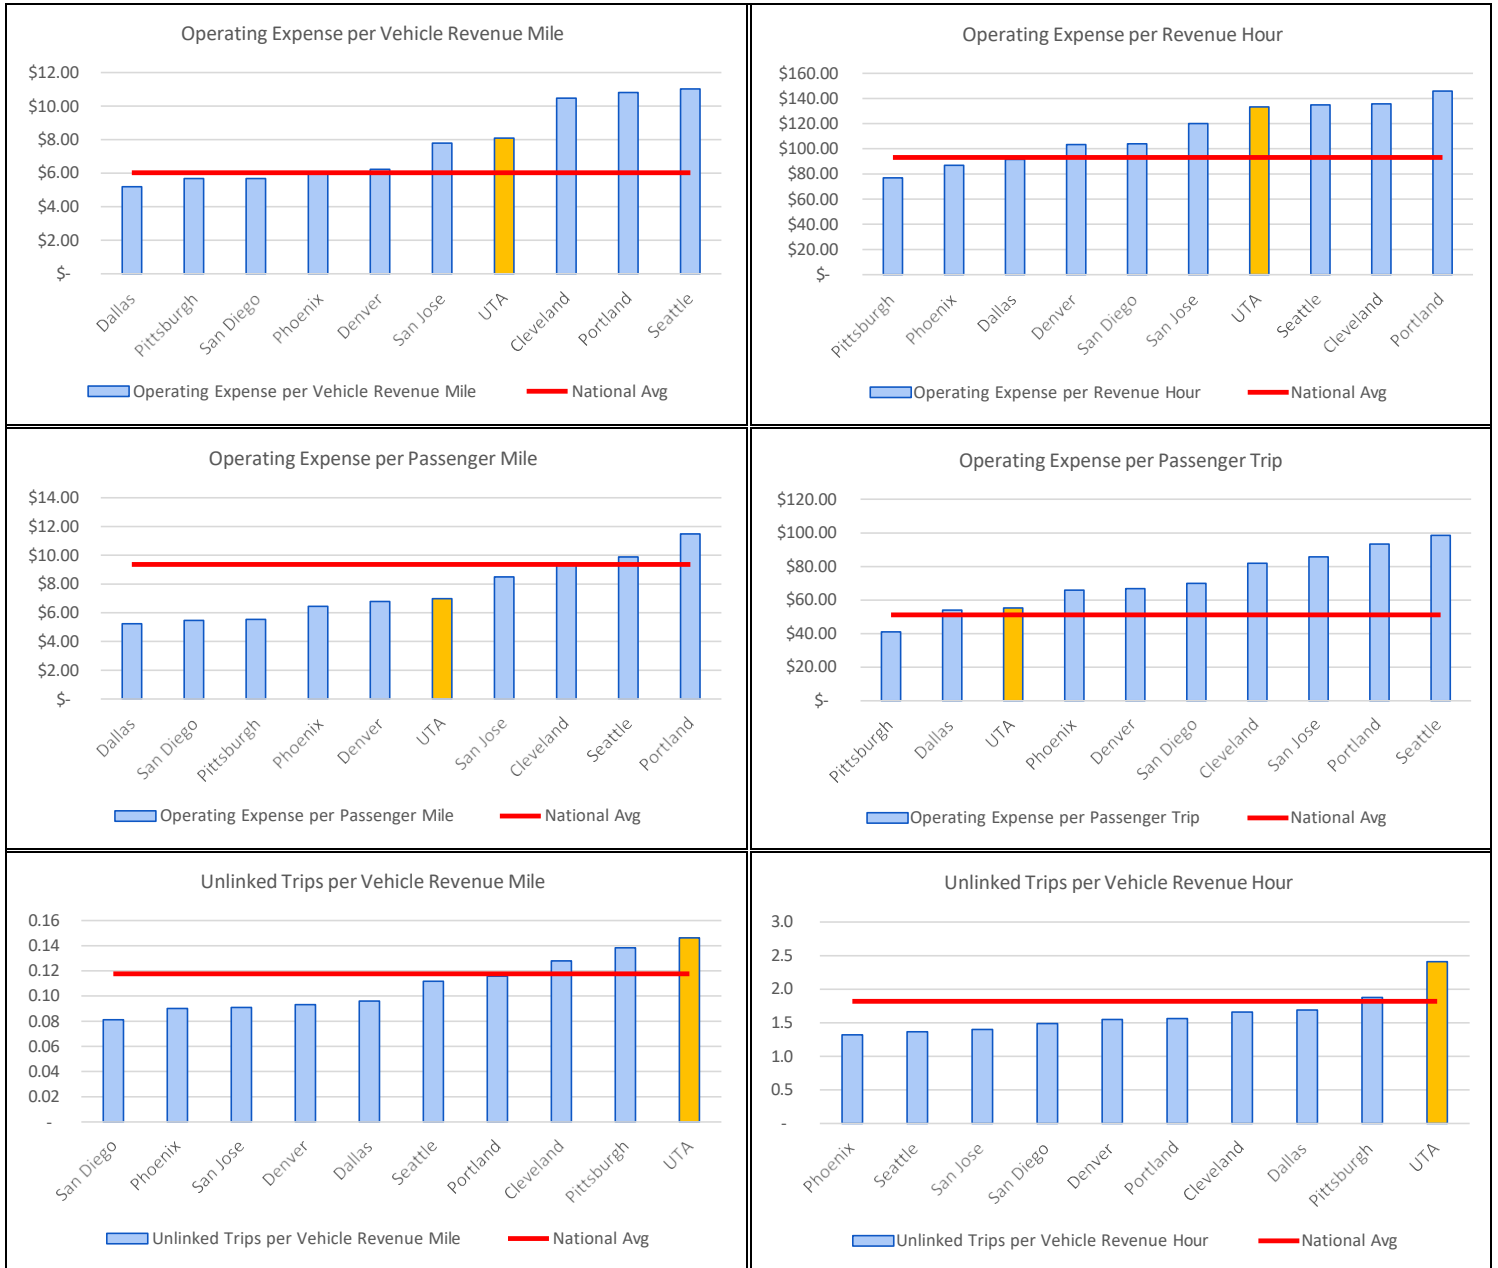 Operating Expense per Vehicle Revenue Mile
$12.00
$10.00
$8.00
$6.00
$4.00
$2.00
$-
Dallas
Pittsburgh
San Diego
Phoenix
Denver
San Jose
UTA
Cleveland
Portland
Seattle
Operating Expense per Vehicle Revenue Mile
National Avg
Operating Expense per Revenue Hour
$160.00
$140.00
$120.00
$100.00
$80.00
$60.00
$40.00
$20.00
$-
Pittsburgh
Phoenix
Dallas
Denver
San Diego
San Jose
UTA
Seattle
Cleveland
Portland
Operating Expense per Revenue Hour
National Avg
Operating Expense per Passenger Mile
$14.00
$12.00
$10.00
$8.00
$6.00
$4.00
$2.00
$-
Dallas
San Diego
Pittsburgh
Phoenix
Denver
UTA
San Jose
Cleveland
Seattle
Portland
Operating Expense per Passenger Mile
National Avg
Operating Expense per Passenger Trip
$120.00
$100.00
$80.00
$60.00
$40.00
$20.00
$-
Pittsburgh
Dallas
UTA
Phoenix
Denver
San Diego
Cleveland
San Jose
Portland
Seattle
Operating Expense per Passenger Trip
National Avg
Unlinked Trips per Vehicle Revenue Mile
0.16
0.14
0.12
0.10
0.08
0.06
0.04
0.02
-
San Diego
Phoenix
San Jose
Denver
Dallas
Seattle
Portland
Cleveland
Pittsburgh
UTA
Unlinked Trips per Vehicle Revenue Mile
National Avg
Unlinked Trips per Vehicle Revenue Hour
3.0
2.5
2.0
1.5
1.0
0.5
-
Phoenix
Seattle
San Jose
San Diego
Denver
Portland
Cleveland
Dallas
Pittsburgh
UTA
Unlinked Trips per Vehicle Revenue Hour
National Avg